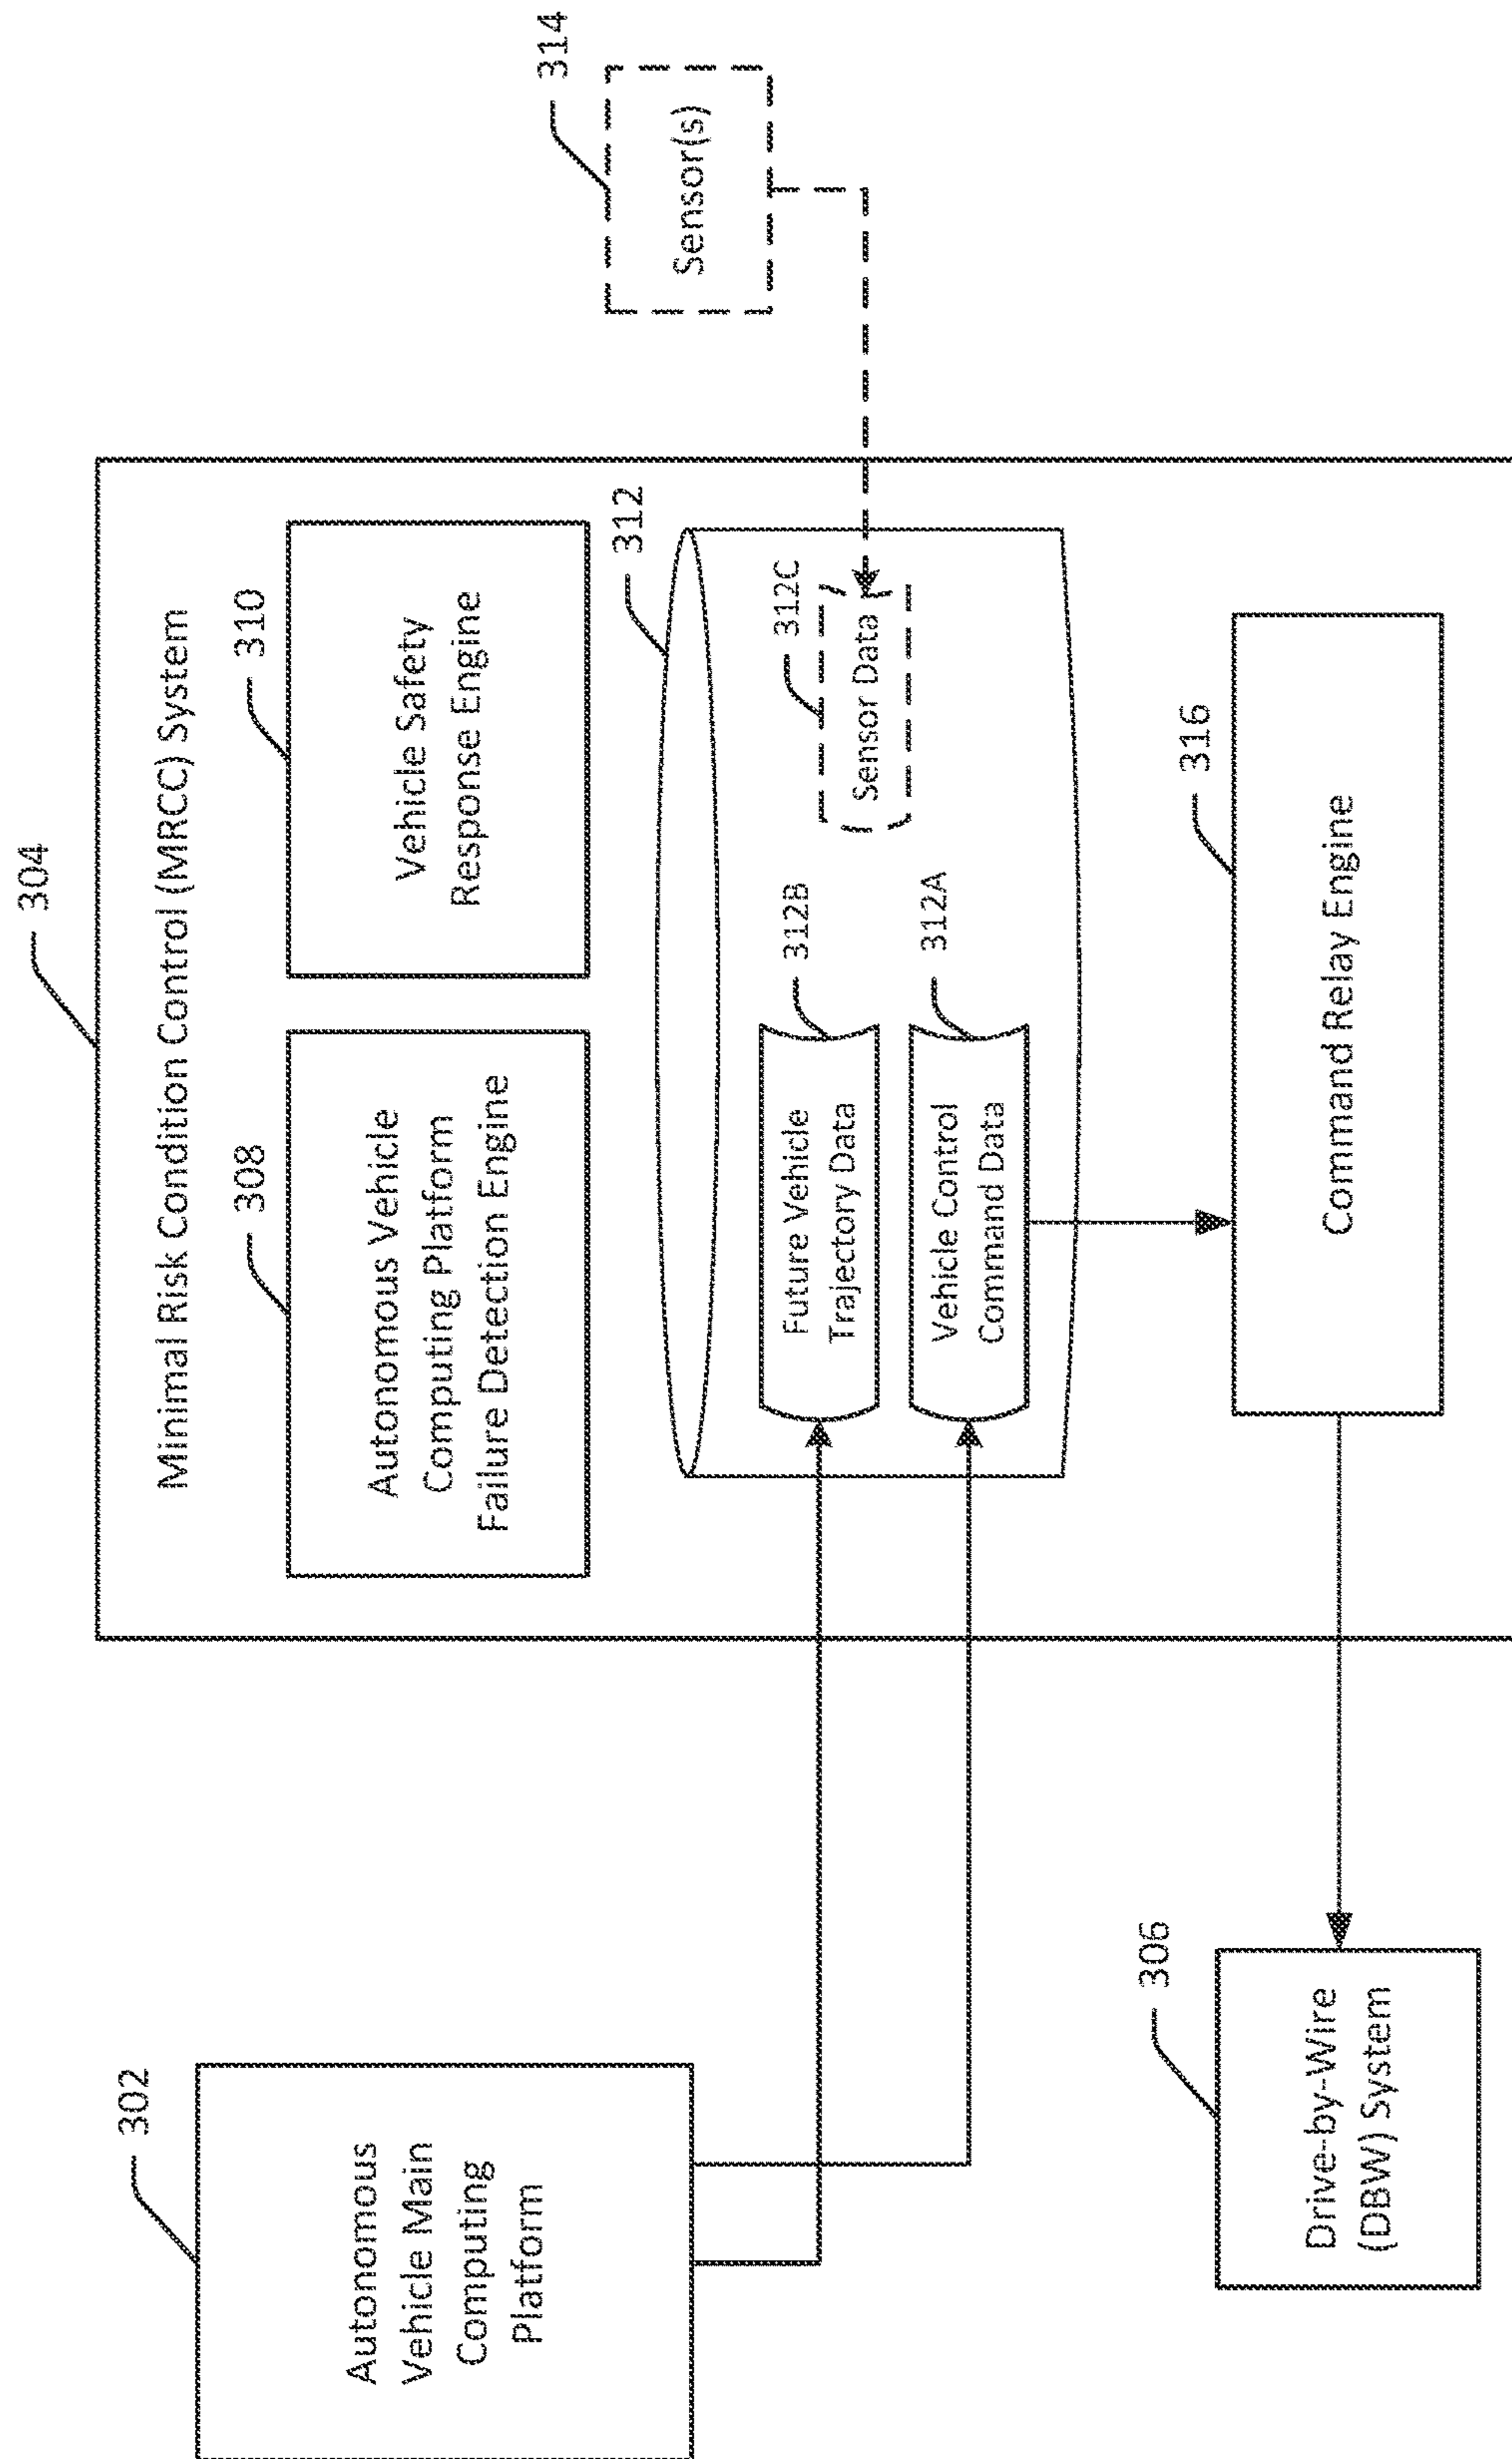 302
Autonomous
Vehicle Main
Computing
Platform
306
Drive-by-Wire
(DBW) System
304
Minimal Risk Condition Control (MRCC) System
308
Autonomous Vehicle
Computing Platform
Failure Detection Engine
310
Vehicle Safety
Response Engine
312
312B
Future Vehicle
Trajectory Data
312A
Vehicle Control
Command Data
312C
Sensor Data
316
Command Relay Engine
314
Sensor(s)